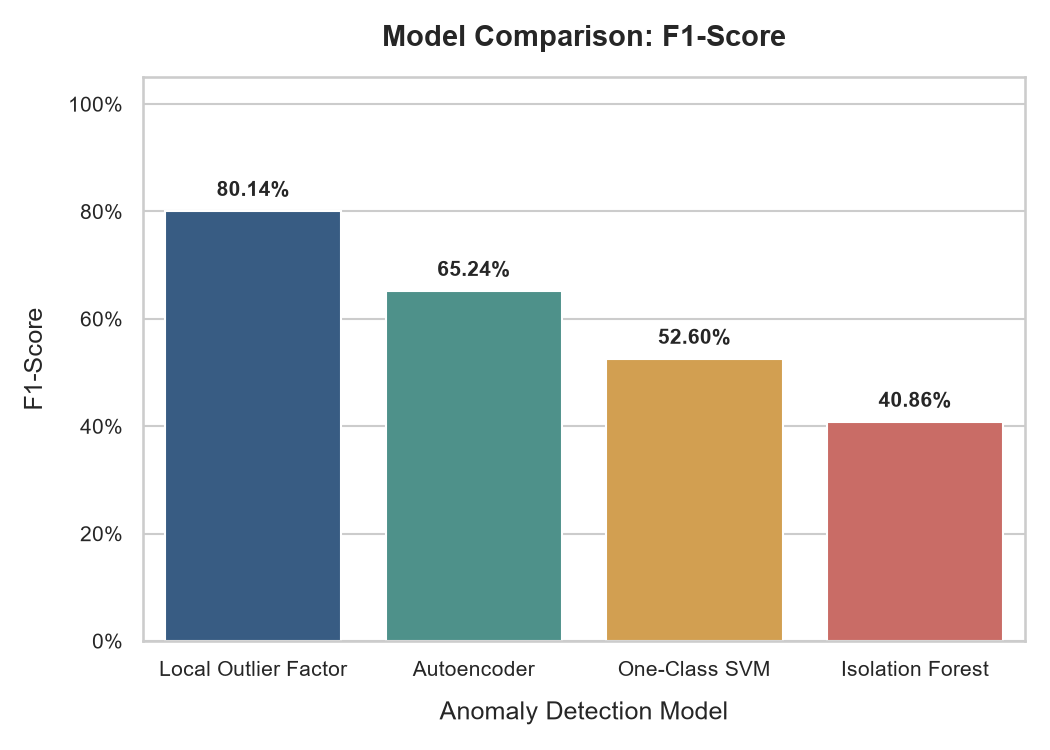 Model Comparison: F1-Score
100%
80%
60%
40%
20%
0%
F1-Score
80.14%
65.24%
52.60%
40.86%
Local Outlier Factor
Autoencoder
One-Class SVM
Isolation Forest
Anomaly Detection Model